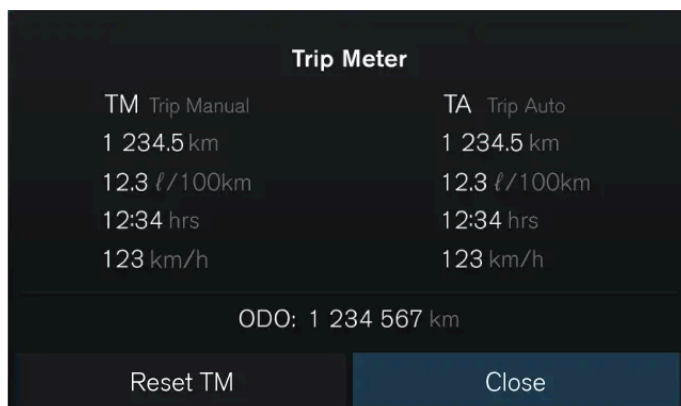 Trip Meter
TM Trip Manual
1 234.5 km
12.3 ℓ/100km
12:34 hrs
123 km/h
TA Trip Auto
1 234.5 km
12.3 ℓ/100km
12:34 hrs
123 km/h
ODO: 1 234 567 km
Reset TM
Close